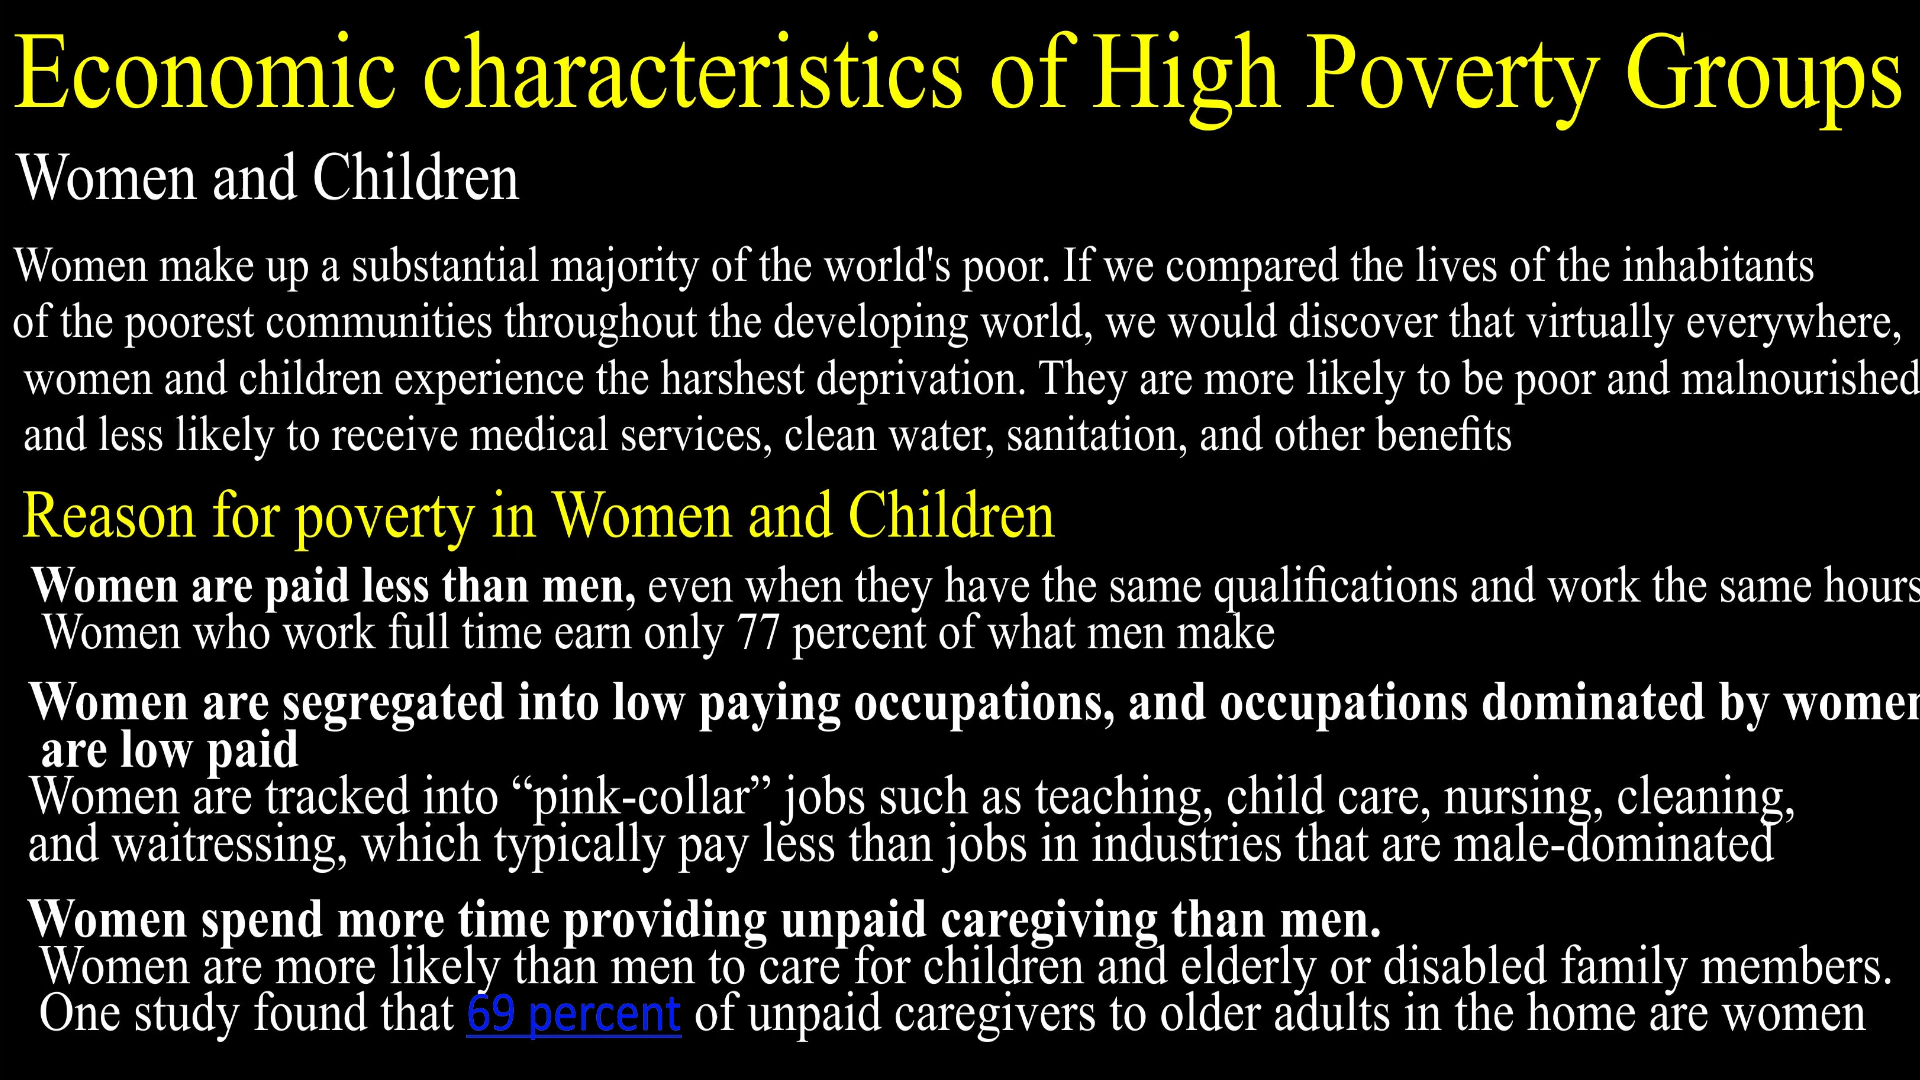 Economic characteristics of High Poverty Groups
Women and Children
Women make up a substantial majority of the world's poor. If we compared the lives of the inhabitants
of the poorest communities throughout the developing world, we would discover that virtually everywhere,
women and children experience the harshest deprivation. They are more likely to be poor and malnourished
and less likely to receive medical services, clean water, sanitation, and other benefits
Reason for poverty in Women and Children
Women are paid less than men, even when they have the same qualifications and work the same hours
Women who work full time earn only 77 percent of what men make
Women are segregated into low paying occupations, and occupations dominated by women
are low paid
Women are tracked into “pink-collar” jobs such as teaching, child care, nursing, cleaning,
and waitressing, which typically pay less than jobs in industries that are male-dominated
Women spend more time providing unpaid caregiving than men.
Women are more likely than men to care for children and elderly or disabled family members.
One study found that 69 percent of unpaid caregivers to older adults in the home are women